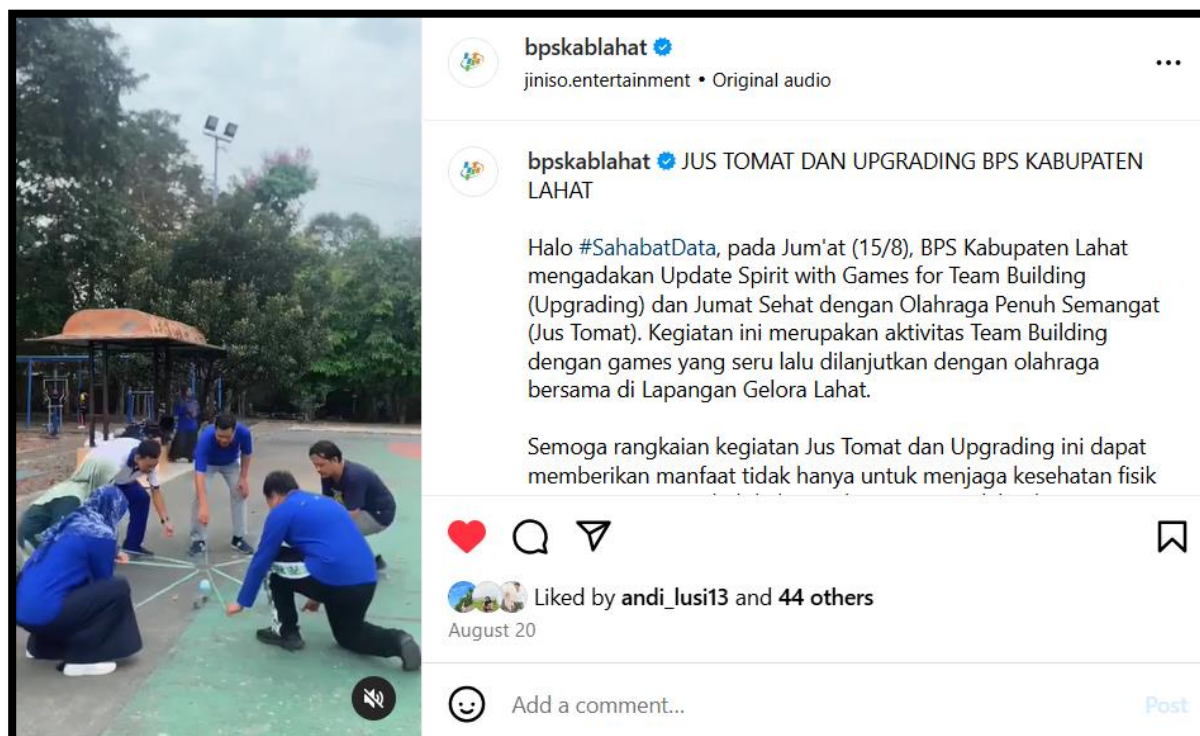 bpskablahat
jiniso.entertainment • Original audio
bpskablahat JUS TOMAT DAN UPGRADING BPS KABUPATEN
LAHAT
Halo #SahabatData, pada Jum'at (15/8), BPS Kabupaten Lahat
mengadakan Update Spirit with Games for Team Building
(Upgrading) dan Jumat Sehat dengan Olahraga Penuh Semangat
(Jus Tomat). Kegiatan ini merupakan aktivitas Team Building
dengan games yang seru lalu dilanjutkan dengan olahraga
bersama di Lapangan Gelora Lahat.
Semoga rangkaian kegiatan Jus Tomat dan Upgrading ini dapat
memberikan manfaat tidak hanya untuk menjaga kesehatan fisik
Liked by andi_lusi13 and 44 others
August 20
Add a comment...
Post